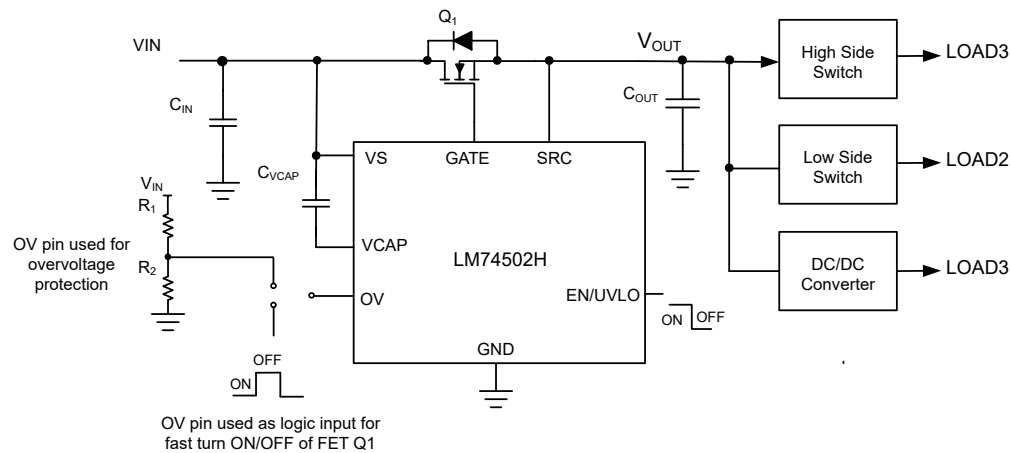 Q1
VIN
VOUT
High Side
Switch
LOAD3
CIN
COUT
VS
GATE
SRC
CVCAP
Low Side
Switch
LOAD2
VIN
R1
OV pin used for
overvoltage
protection
R2
VCAP
LM74502H
DC/DC
Converter
LOAD3
OV
EN/UVLO
ON
OFF
GND
OFF
ON
OV pin used as logic input for
fast turn ON/OFF of FET Q1